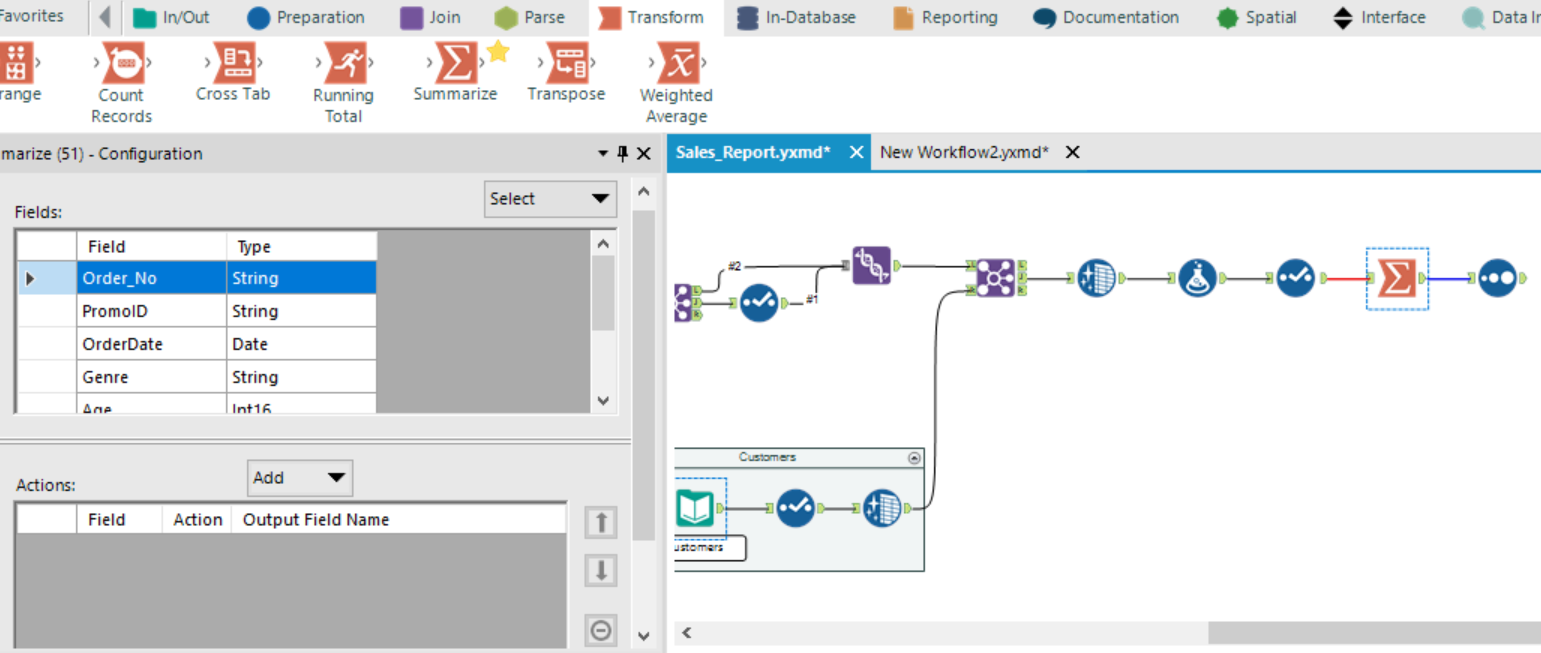 Favorites In/Out Preparation Join Parse Transform In-Database Reporting Documentation Spatial Interface Data In
range Count Records Cross Tab Running Total Summarize Transpose Weighted Average
marize (51) - Configuration
Sales_Report.yxmd* New Workflow2.yxmd*
Select
Fields:
Field Type
Order_No String
PromoID String
OrderDate Date
Genre String
Age Int16
Add
Actions:
Field Action Output Field Name
#2
#1
Customers
ustomers